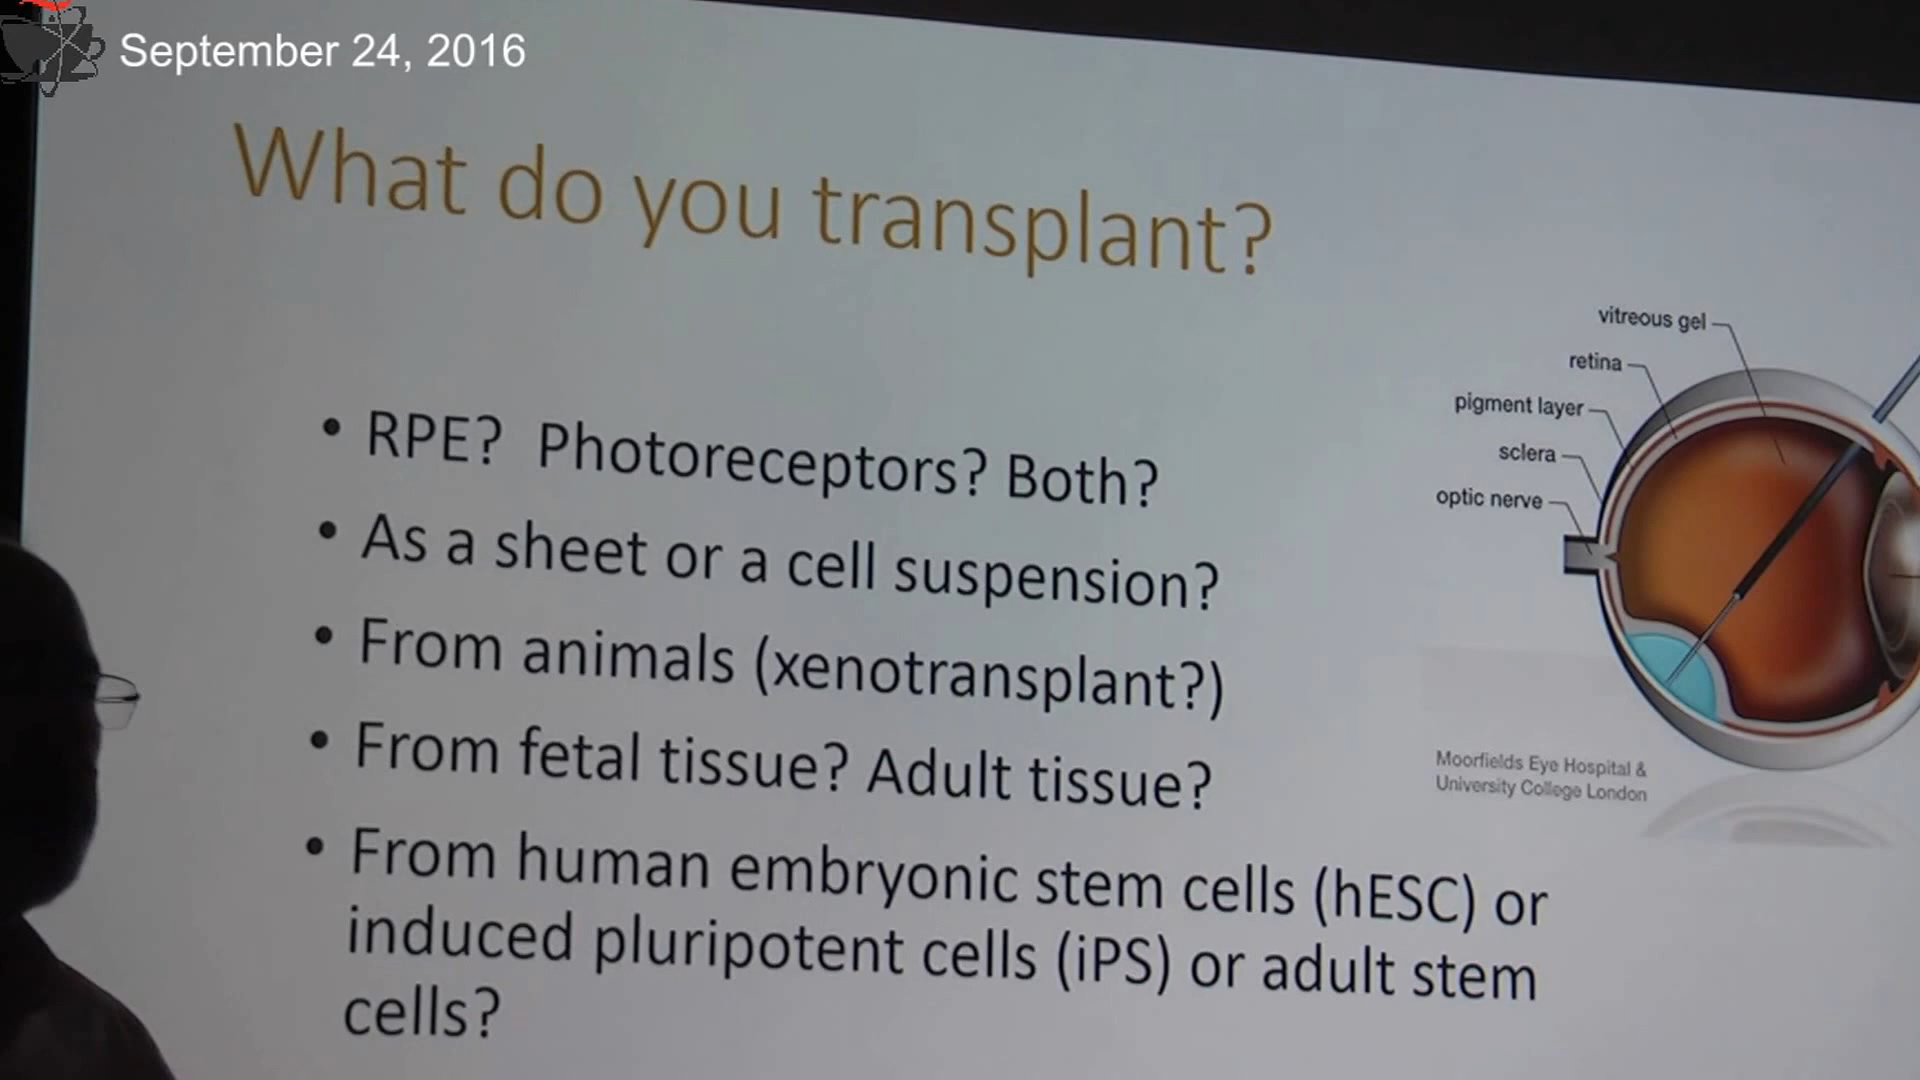 September 24, 2016
What do you transplant?
• RPE? Photoreceptors? Both?
• As a sheet or a cell suspension?
• From animals (xenotransplant?)
• From fetal tissue? Adult tissue?
• From human embryonic stem cells (hESC) or
induced pluripotent cells (iPS) or adult stem
cells?
vitreous gel
retina
pigment layer
sclera
optic nerve
Moorfields Eye Hospital &
University College London